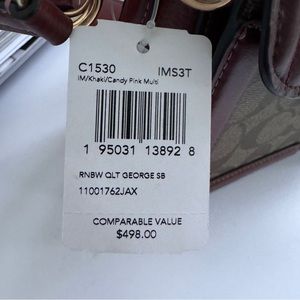 C1530 IMS3T
IM/Khaki/Candy Pink Multi
1 95031 13892 8
RNBW QLT GEORGE SB
11001762JAX
COMPARABLE VALUE
$498.00